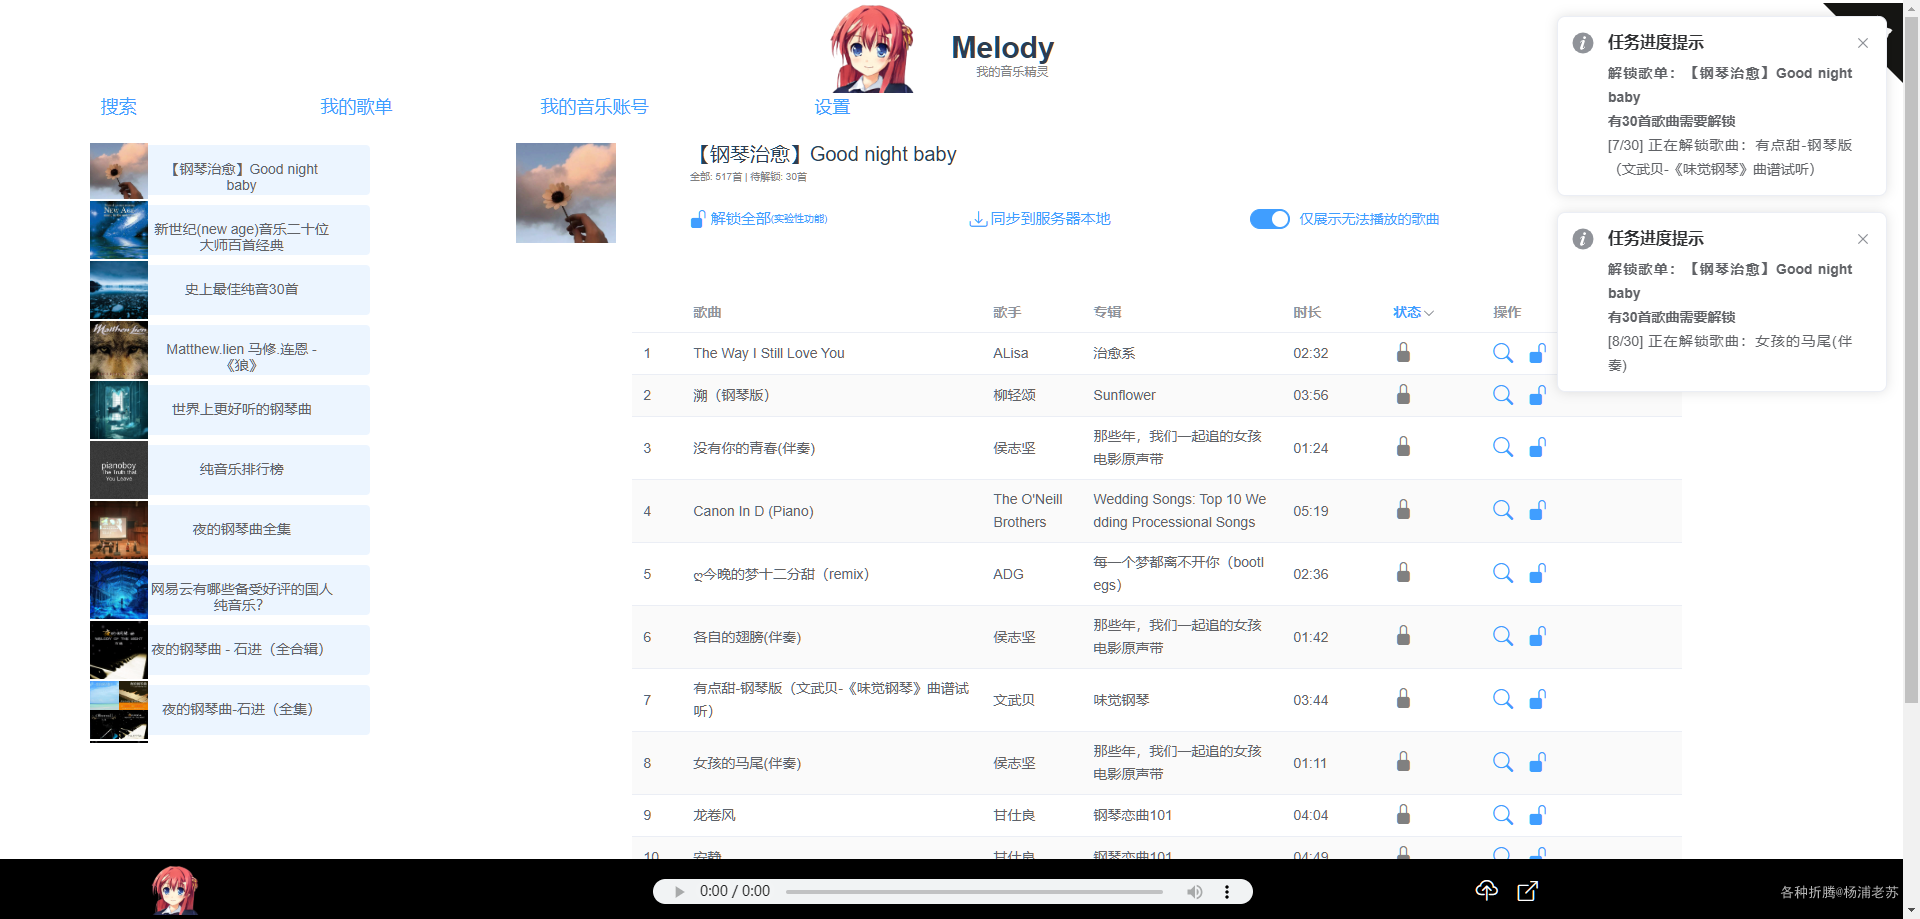 Melody
我的音乐精灵
搜索
我的歌单
我的音乐账号
设置
【钢琴治愈】Good night
baby
新世纪(new age)音乐二十位
大师百首经典
史上最佳纯音30首
Matthew.lien 马修.连恩 -
《狼》
世界上更好听的钢琴曲
pianoboy
The Truth that
You Leave
纯音乐排行榜
夜的钢琴曲全集
网易云有哪些备受好评的国人
纯音乐?
夜的钢琴曲 - 石进（全合辑）
夜的钢琴曲-石进（全集）
【钢琴治愈】Good night baby
全部: 517首 | 待解锁: 30首
解锁全部(实验性功能)
同步到服务器本地
仅展示无法播放的歌曲
歌曲 歌手 专辑 时长 状态 操作
1 The Way I Still Love You ALisa 治愈系 02:32
2 溯（钢琴版） 柳轻颂 Sunflower 03:56
3 没有你的青春(伴奏) 侯志坚 那些年，我们一起追的女孩 01:24
电影原声带
4 Canon In D (Piano) The O'Neill Wedding Songs: Top 10 We 05:19
Brothers dding Processional Songs
5 ღ今晚的梦十二分甜（remix） ADG 每一个梦都离不开你（bootl 02:36
egs）
6 各自的翅膀(伴奏) 侯志坚 那些年，我们一起追的女孩 01:42
电影原声带
7 有点甜-钢琴版（文武贝-《味觉钢琴》曲谱试 文武贝 味觉钢琴 03:44
听）
8 女孩的马尾(伴奏) 侯志坚 那些年，我们一起追的女孩 01:11
电影原声带
9 龙卷风 甘仕良 钢琴恋曲101 04:04
10 安静 甘仕良 钢琴恋曲101 04:49
任务进度提示
解锁歌单：【钢琴治愈】Good night
baby
有30首歌曲需要解锁
[7/30] 正在解锁歌曲：有点甜-钢琴版
（文武贝-《味觉钢琴》曲谱试听）
任务进度提示
解锁歌单：【钢琴治愈】Good night
baby
有30首歌曲需要解锁
[8/30] 正在解锁歌曲：女孩的马尾(伴
奏)
0:00 / 0:00
各种折腾@杨浦老苏